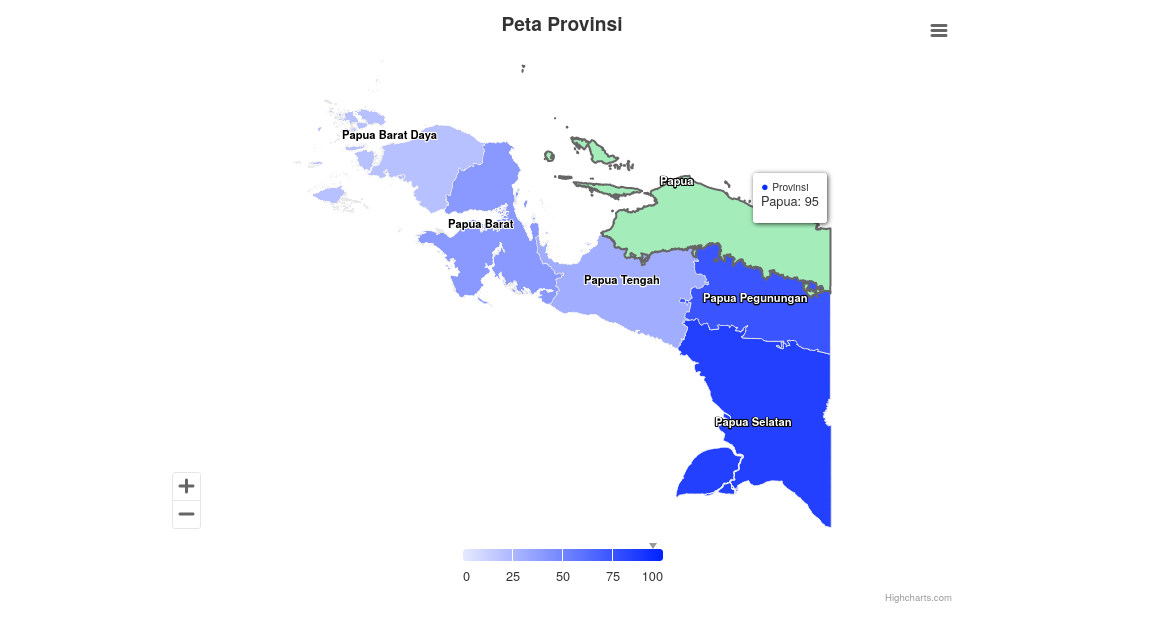 Peta Provinsi
Papua Barat Daya
Papua
● Provinsi
Papua: 95
Papua Barat
Papua Tengah
Papua Pegunungan
Papua Selatan
0 25 50 75 100
Highcharts.com